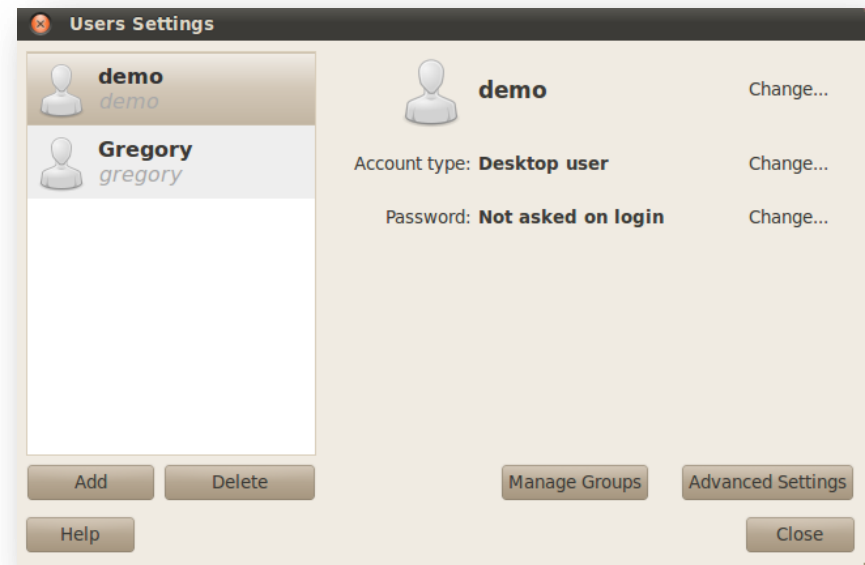 Users Settings
demo
demo
Gregory
gregory
demo Change...
Account type: Desktop user Change...
Password: Not asked on login Change...
Add Delete Manage Groups Advanced Settings
Help Close